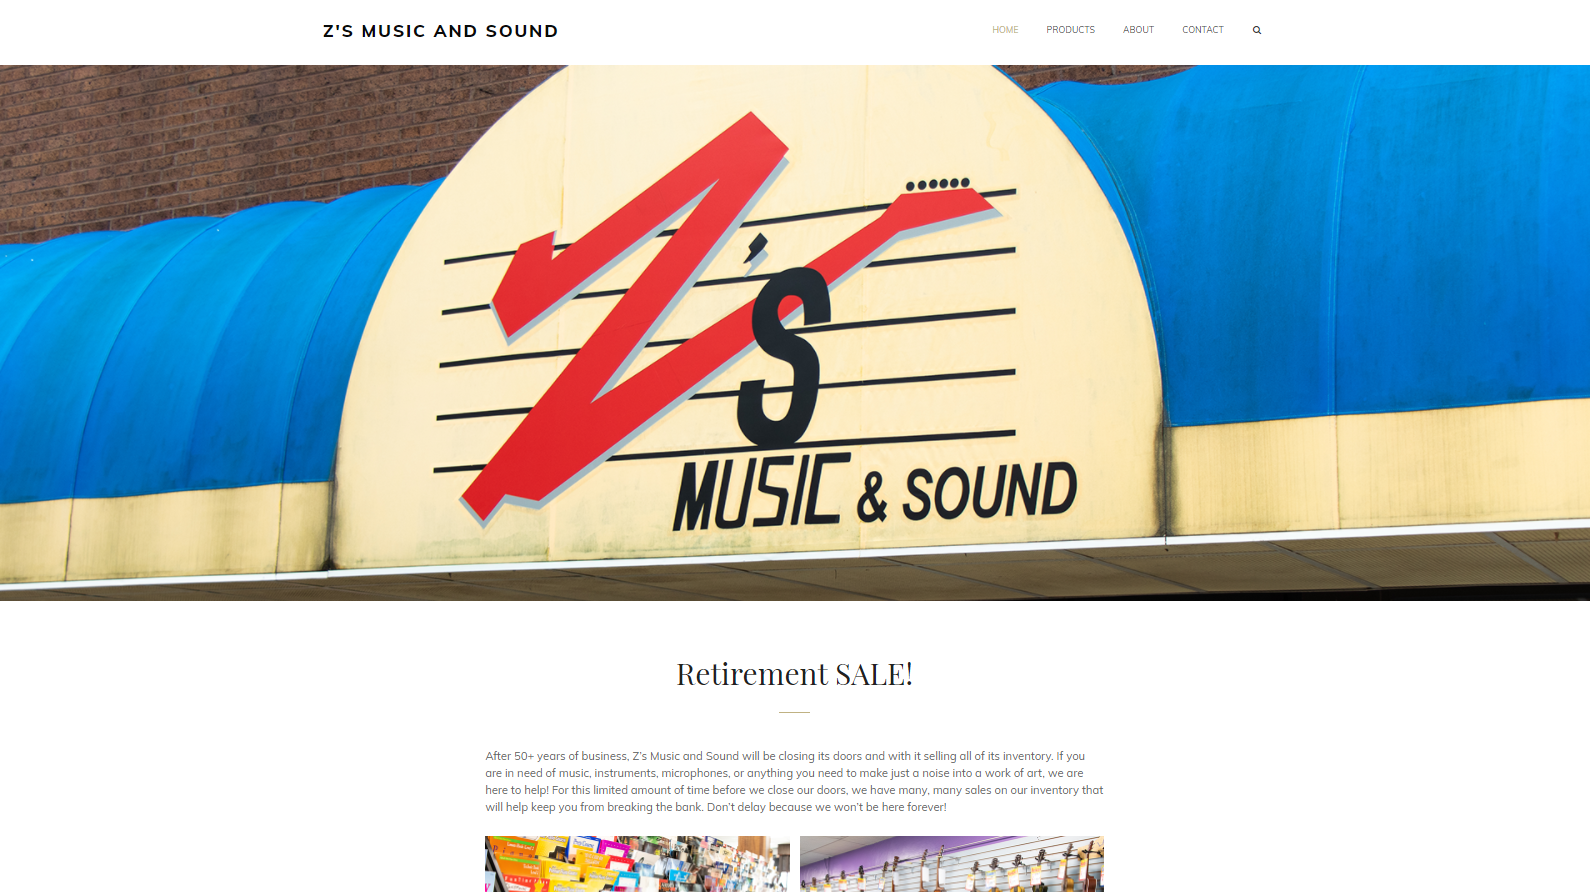 Z'S MUSIC AND SOUND
HOME PRODUCTS ABOUT CONTACT
Z's
MUSIC & SOUND
Retirement SALE!
After 50+ years of business, Z's Music and Sound will be closing its doors and with it selling all of its inventory. If you
are in need of music, instruments, microphones, or anything you need to make just a noise into a work of art, we are
here to help! For this limited amount of time before we close our doors, we have many, many sales on our inventory that
will help keep you from breaking the bank. Don't delay because we won't be here forever!